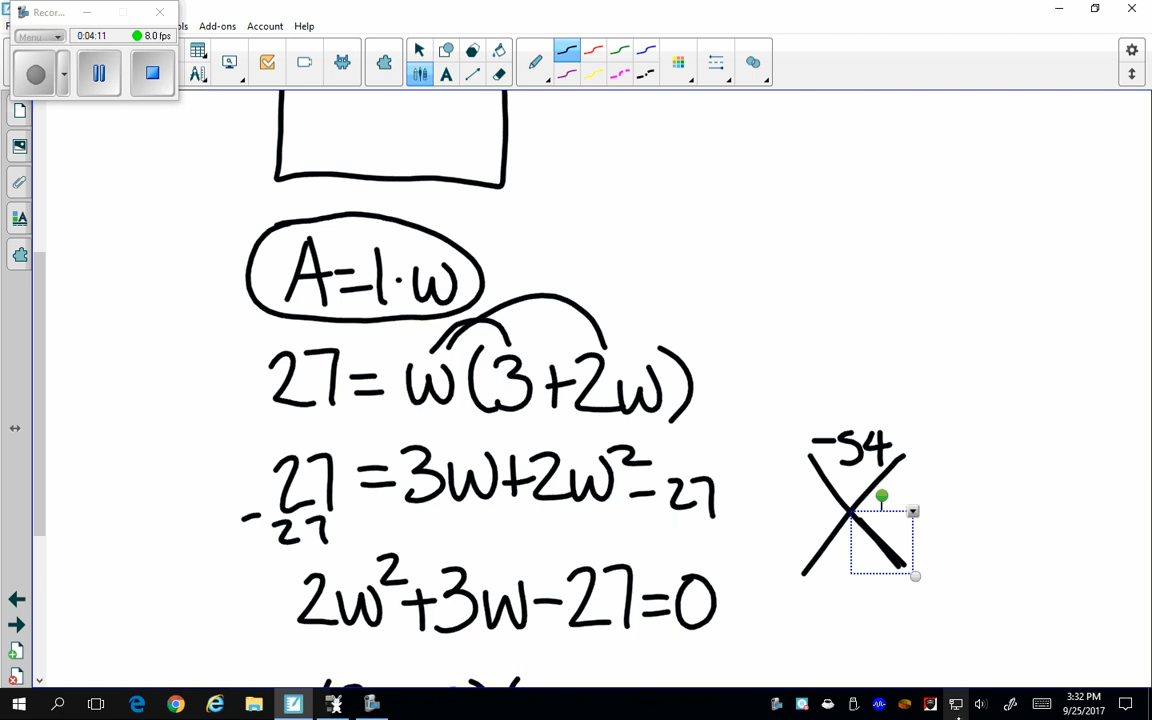 Recor...
Menu 0:04:11 8.0 fps
Add-ons Account Help
A=l·w
27 = w(3+2w)
27 = 3w+2w²-27
-27
-54
2w²+3w-27=0
3:32 PM
9/25/2017